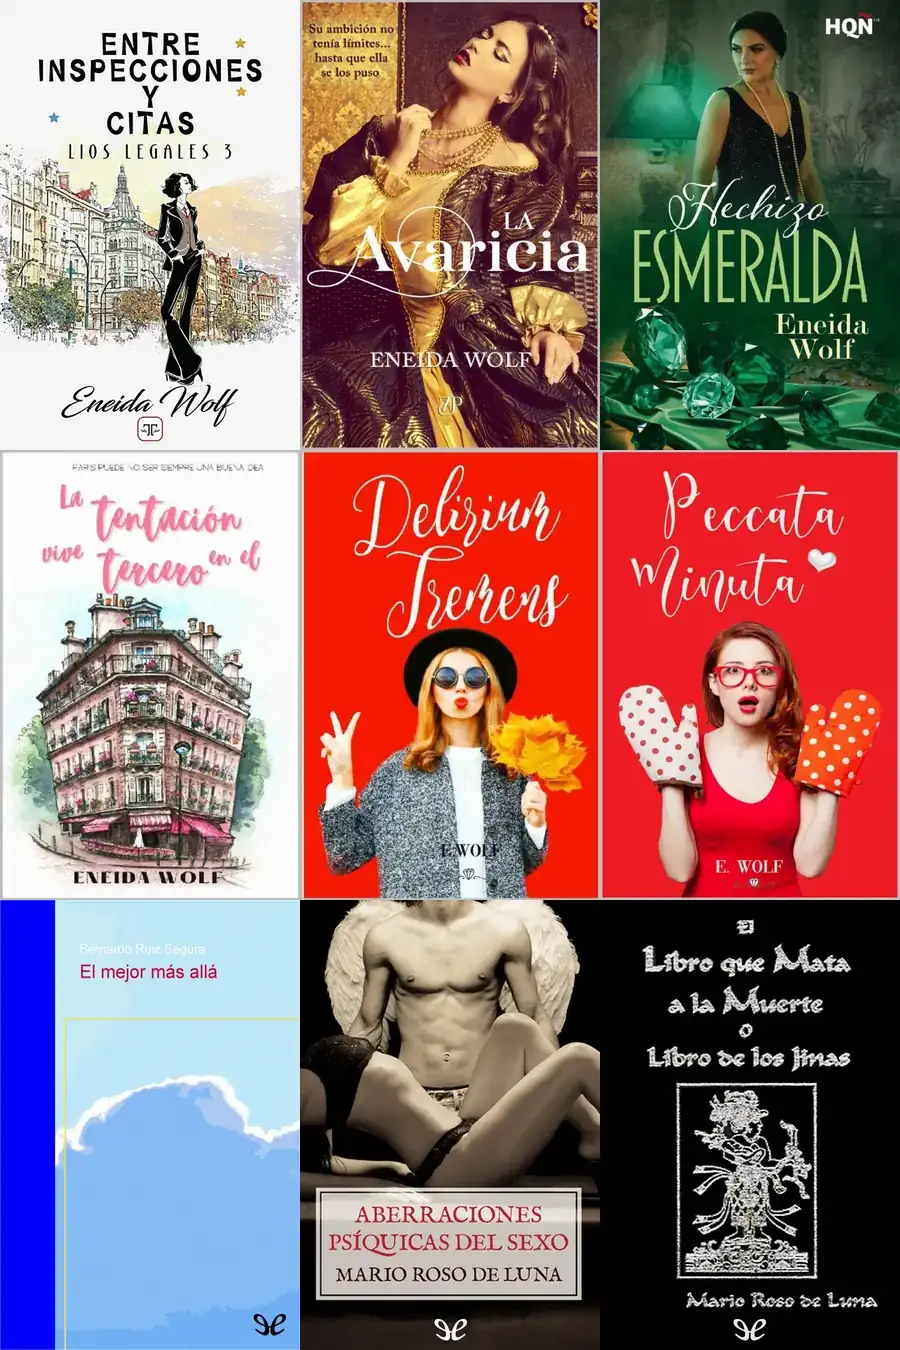 ENTRE
INSPECCIONES
Y
CITAS
LIOS LEGALES 3
Eneida Wolf
Su ambición no
tenía límites...
hasta que ella
se los puso
LA
Avaricia
ENEIDA WOLF
HQÑ
Hechizo
ESMERALDA
Eneida
Wolf
PARIS PUEDE NO SER SIEMPRE UNA BUENA IDEA
La tentación
vive en el
tercero
ENEIDA WOLF
Delirium
Tremens
E. WOLF
Peccata
Minuta
E. WOLF
Bernardo Ruiz Segura
El mejor más allá
ABERRACIONES
PSÍQUICAS DEL SEXO
MARIO ROSO DE LUNA
El
Libro que Mata
a la Muerte
o
Libro de los Jinas
Mario Roso de Luna